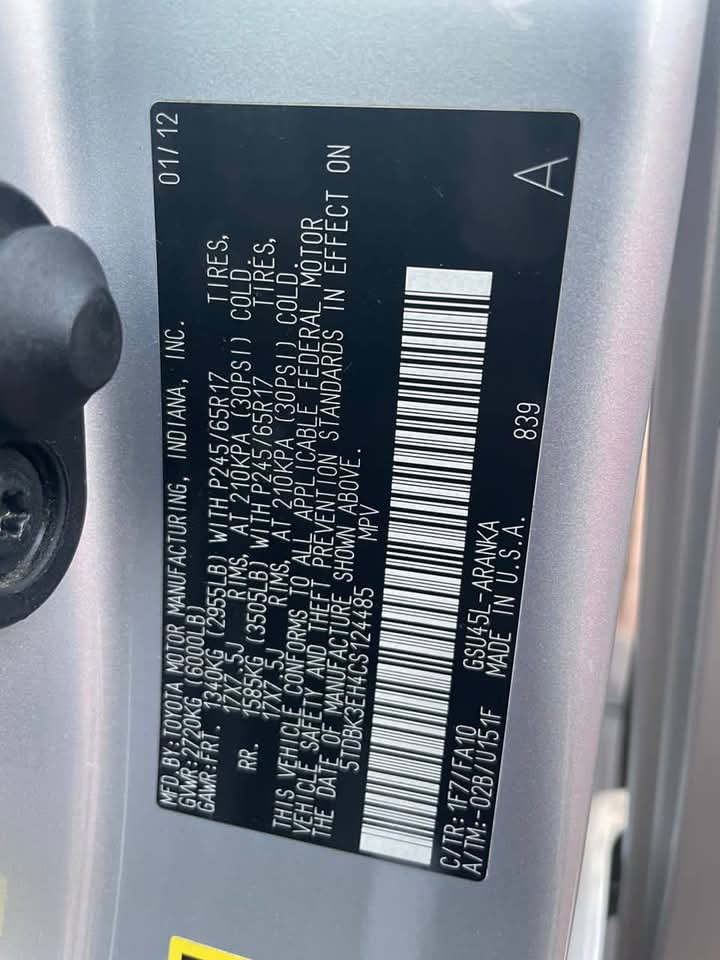 MFD. BY: TOYOTA MOTOR MANUFACTURING, INDIANA, INC. 01/12
GVWR: 2720KG (6000LB)
GAWR: FRT. 1340KG (2955LB) WITH P245/65R17 TIRES,
17X7.5J RIMS, AT 210KPA (30PSI) COLD.
RR. 1585KG (3505LB) WITH P245/65R17 TIRES,
17X7.5J RIMS, AT 210KPA (30PSI) COLD.
THIS VEHICLE CONFORMS TO ALL APPLICABLE FEDERAL MOTOR
VEHICLE SAFETY AND THEFT PREVENTION STANDARDS IN EFFECT ON
THE DATE OF MANUFACTURE SHOWN ABOVE.
5TDBK3EH4CS124485 MPV
C/TR: 1F7/FA10 GSU45L-ARANKA
A/TM:-02B/U151F MADE IN U.S.A. 839 A